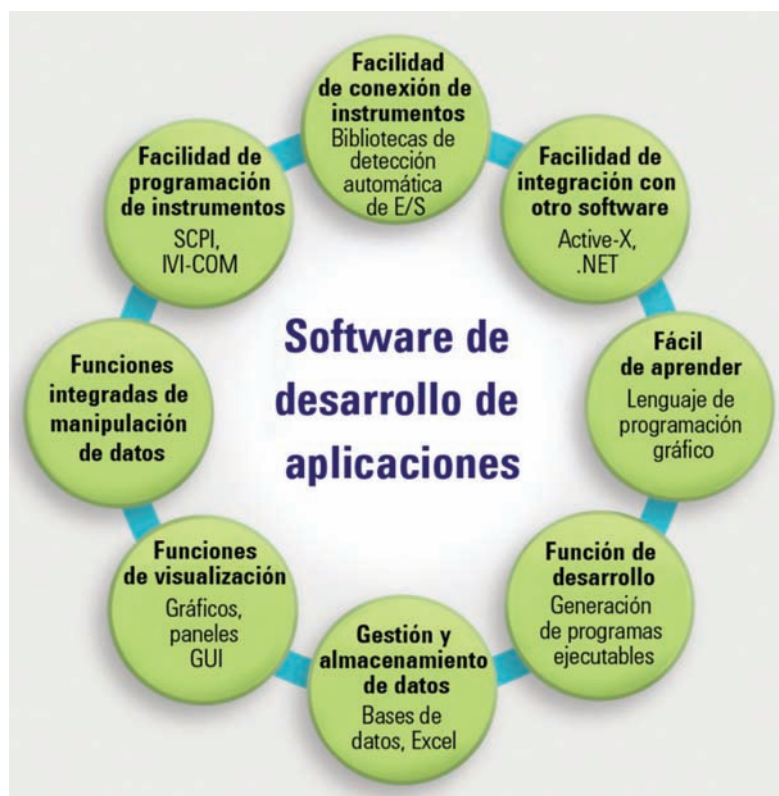 Facilidad
de conexión de
instrumentos
Bibliotecas de
detección
automática
de E/S
Facilidad de
integración con
otro software
Active-X,
.NET
Fácil
de aprender
Lenguaje de
programación
gráfico
Función de
desarrollo
Generación
de programas
ejecutables
Gestión y
almacenamiento
de datos
Bases de
datos, Excel
Funciones
de visualización
Gráficos,
paneles
GUI
Funciones
integradas de
manipulación
de datos
Facilidad de
programación
de instrumentos
SCPI,
IVI-COM
Software de
desarrollo de
aplicaciones